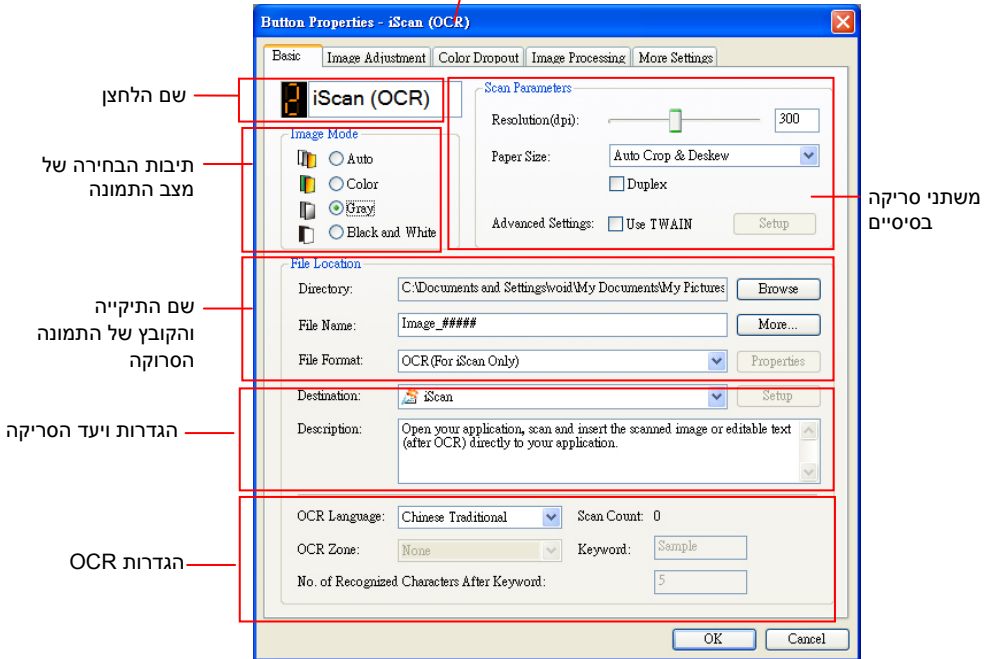 Button Properties - iScan (OCR)
Basic Image Adjustment Color Dropout Image Processing More Settings
שם הלחצן
2 iScan (OCR)
Scan Parameters
Resolution(dpi): 300
Image Mode
Auto
Color
Gray
Black and White
Paper Size: Auto Crop & Deskew
Duplex
Advanced Settings: Use TWAIN Setup
תיבות הבחירה של
מצב התמונה
משתני סריקה
בסיסיים
File Location
Directory: C:\Documents and Settings\void\My Documents\My Pictures Browse
File Name: Image_##### More...
File Format: OCR(For iScan Only) Properties
שם התיקייה
והקובץ של התמונה
הסרוקה
Destination: iScan Setup
Description: Open your application, scan and insert the scanned image or editable text
(after OCR) directly to your application.
הגדרות ויעד הסריקה
OCR Language: Chinese Traditional Scan Count: 0
OCR Zone: None Keyword: Sample
No. of Recognized Characters After Keyword: 5
הגדרות OCR
OK Cancel